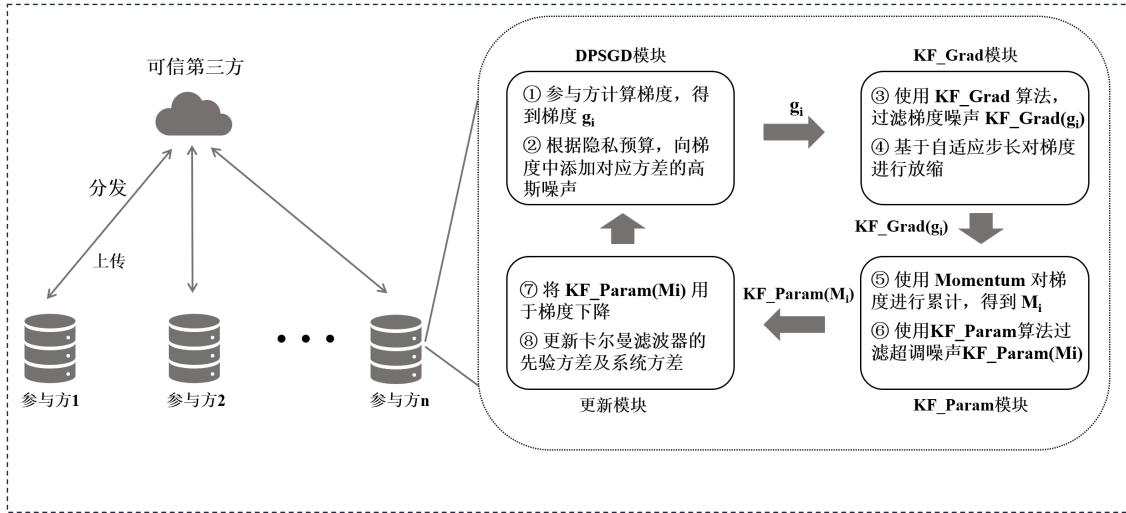 可信第三方
分发
上传
参与方1
参与方2
参与方n
DPSGD模块
① 参与方计算梯度，得
到梯度 gi
② 根据隐私预算，向梯
度中添加对应方差的高
斯噪声
gi
KF_Grad模块
③ 使用 KF_Grad 算法，
过滤梯度噪声 KF_Grad(gi)
④ 基于自适应步长对梯度
进行放缩
KF_Grad(gi)
⑤ 使用 Momentum 对梯
度进行累计，得到 Mi
⑥ 使用KF_Param算法过
滤超调噪声KF_Param(Mi)
KF_Param模块
KF_Param(Mi)
⑦ 将 KF_Param(Mi) 用
于梯度下降
⑧ 更新卡尔曼滤波器的
先验方差及系统方差
更新模块